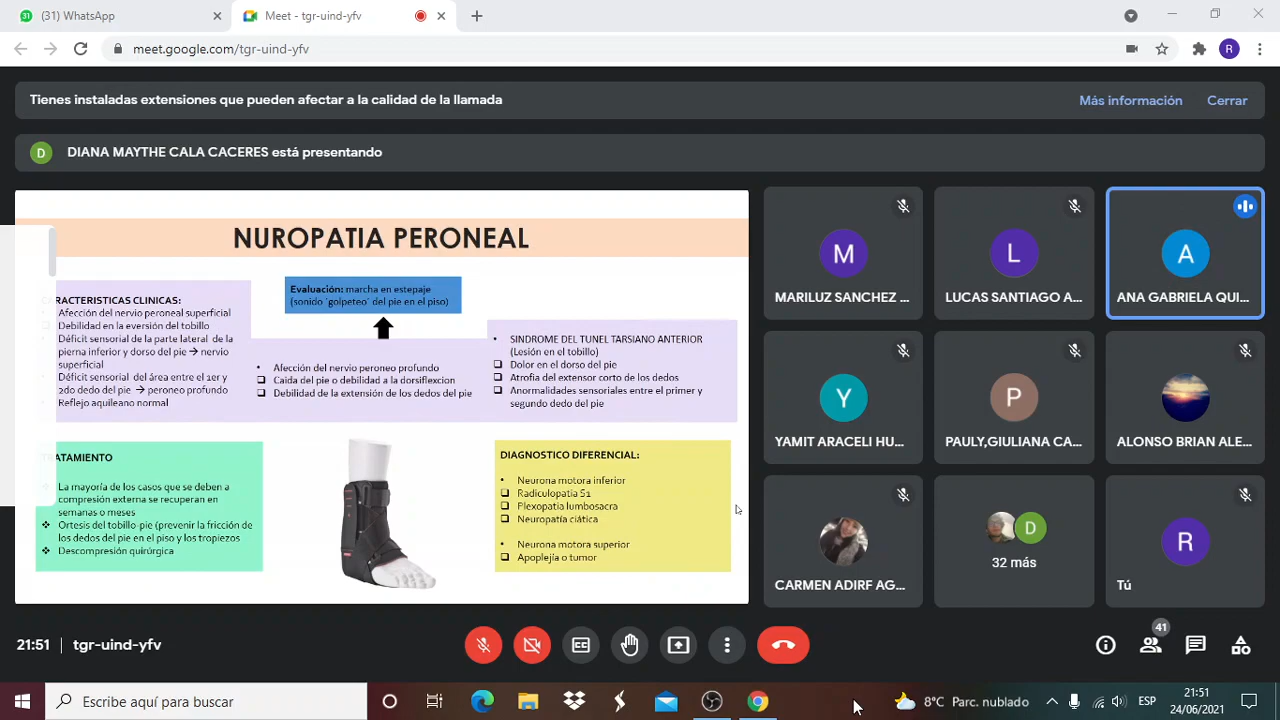 (31) WhatsApp
Meet - tgr-uind-yfv
meet.google.com/tgr-uind-yfv
R
Tienes instaladas extensiones que pueden afectar a la calidad de la llamada
Más información
Cerrar
D
DIANA MAYTHE CALA CACERES está presentando
NUROPATIA PERONEAL
Evaluación: marcha en estepaje
(sonido ´golpeteo´ del pie en el piso)
ARACTERISTICAS CLINICAS:
Afección del nervio peroneal superficial
Debilidad en la eversión del tobillo
Déficit sensorial de la parte lateral de la
pierna inferior y dorso del pie → nervio
superficial
Déficit sensorial del área entre el 1er y
2do dedo del pie → peroneo profundo
Reflejo aquileano normal
• Afección del nervio peroneo profundo
Caida del pie o debilidad a la dorsiflexcion
Debilidad de la extensión de los dedos del pie
• SINDROME DEL TUNEL TARSIANO ANTERIOR
(Lesión en el tobillo)
Dolor en el dorso del pie
Atrofia del extensor corto de los dedos
Anormalidades sensoriales entre el primer y
segundo dedo del pie
TRATAMIENTO
La mayoría de los casos que se deben a
compresión externa se recuperan en
semanas o meses
Ortesis del tobillo-pie (prevenir la fricción de
los dedos del pie en el piso y los tropiezos
Descompresión quirúrgica
DIAGNOSTICO DIFERENCIAL:
• Neurona motora inferior
Radiculopatia S1
Plexopatia lumbosacra
Neuropatía ciática
• Neurona motora superior
Apoplejía o tumor
M
MARILUZ SANCHEZ ...
L
LUCAS SANTIAGO A...
A
ANA GABRIELA QUI...
Y
YAMIT ARACELI HU...
P
PAULY,GIULIANA CA...
ALONSO BRIAN ALE...
CARMEN ADIRF AG...
D
32 más
R
Tú
21:51 | tgr-uind-yfv
41
Escribe aquí para buscar
8°C Parc. nublado
ESP
21:51
24/06/2021